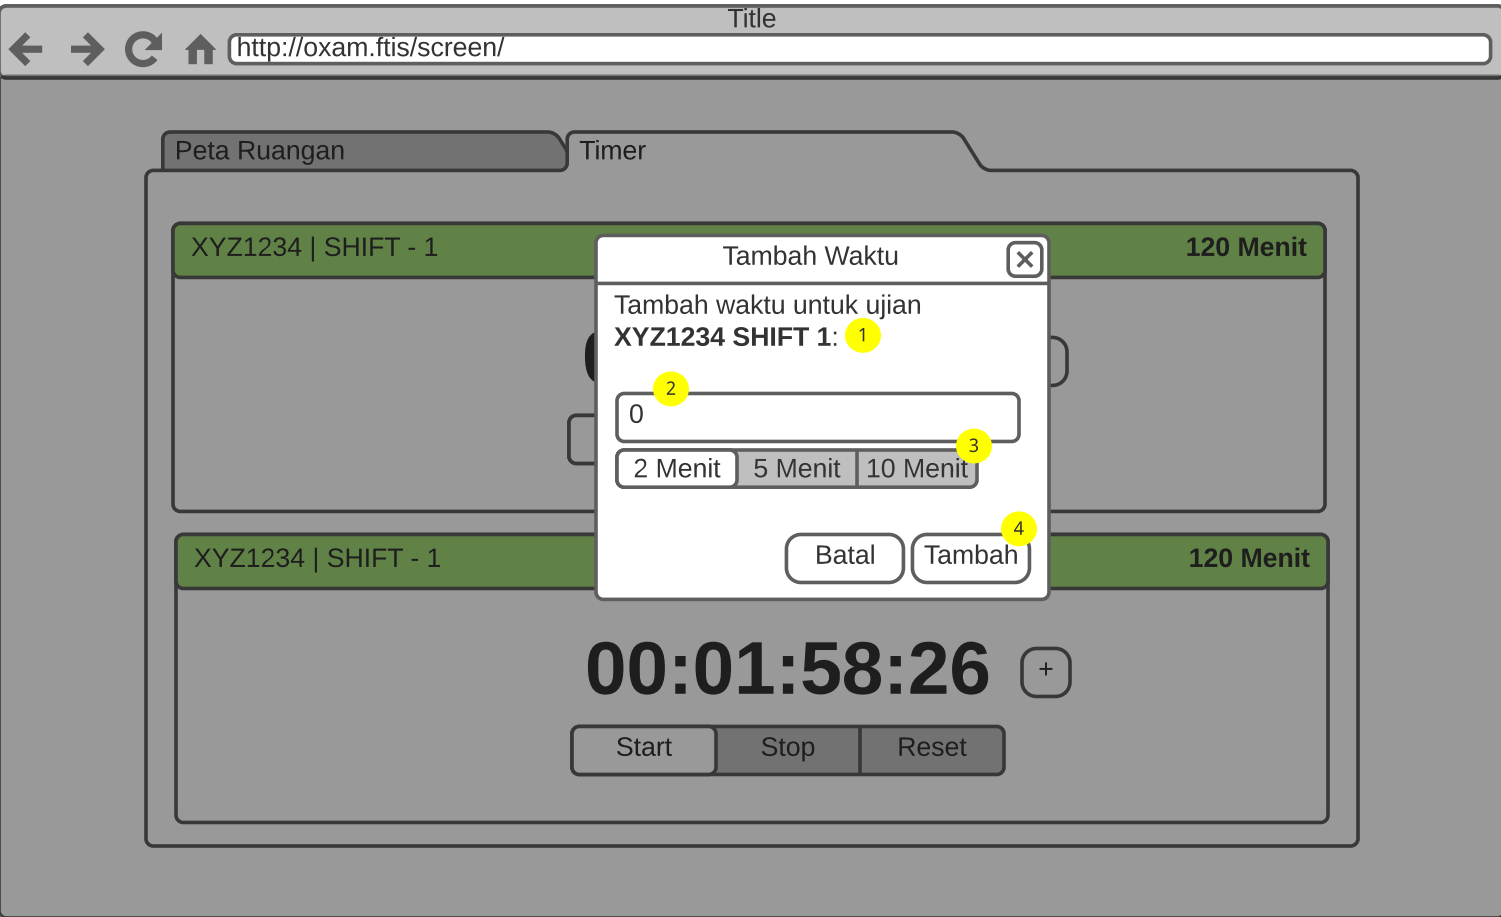 Title
http://oxam.ftis/screen/
Peta Ruangan
Timer
XYZ1234 | SHIFT - 1
120 Menit
Tambah Waktu
Tambah waktu untuk ujian
XYZ1234 SHIFT 1:
1
2
0
3
2 Menit
5 Menit
10 Menit
4
Batal
Tambah
XYZ1234 | SHIFT - 1
120 Menit
00:01:58:26
+
Start
Stop
Reset